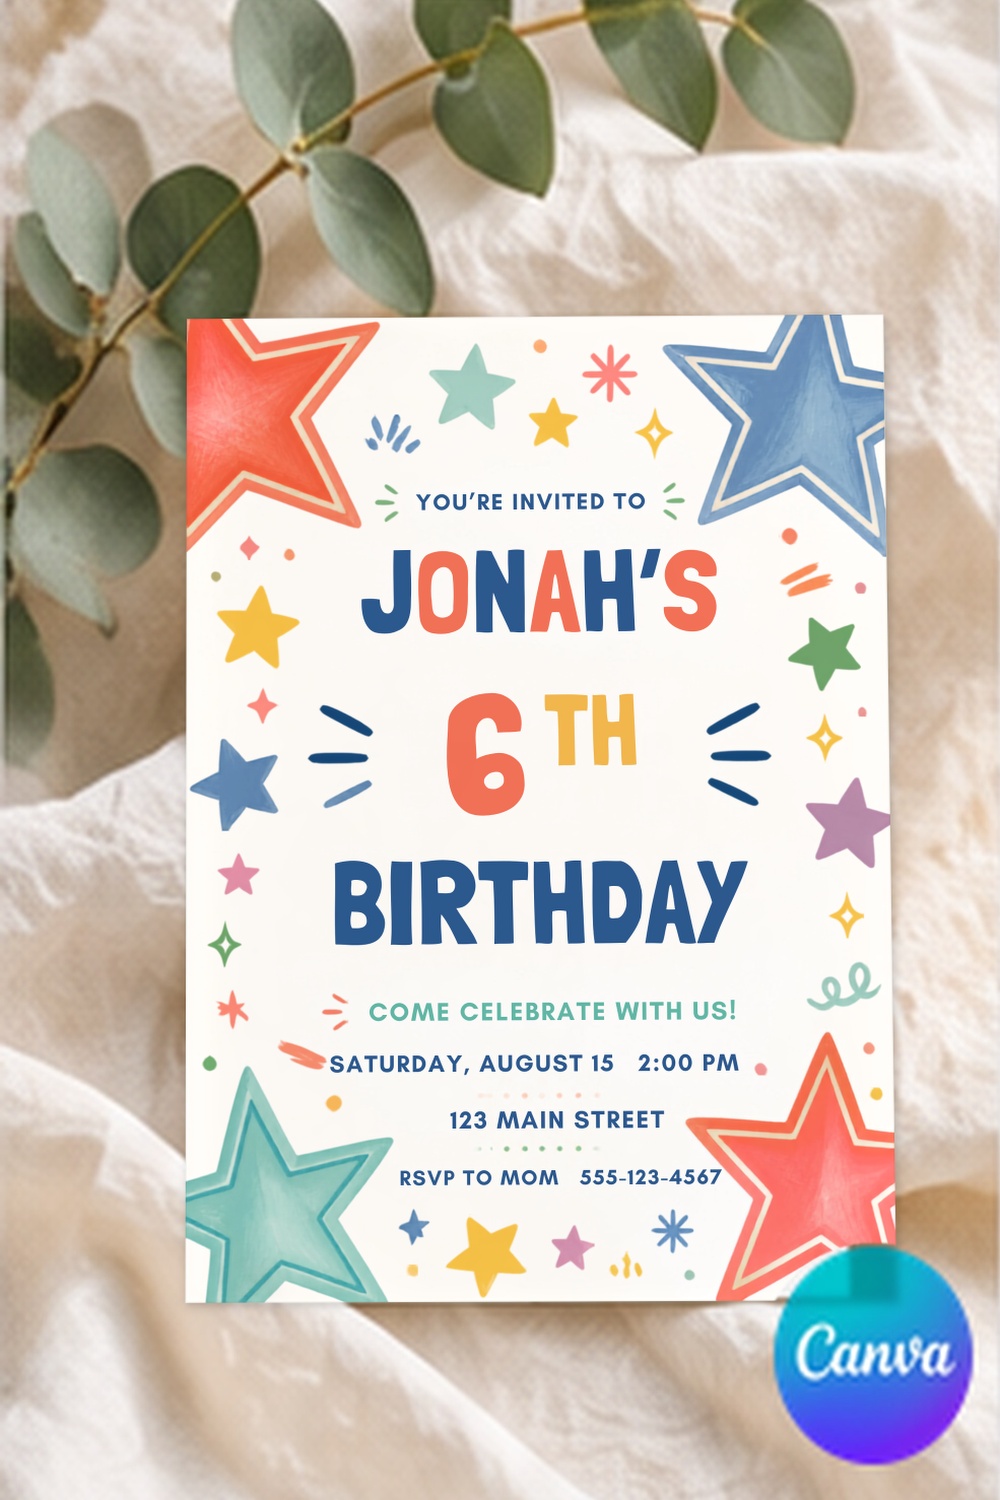 YOU'RE INVITED TO
JONAH'S
6TH
BIRTHDAY
COME CELEBRATE WITH US!
SATURDAY, AUGUST 15 2:00 PM
123 MAIN STREET
RSVP TO MOM 555-123-4567
Canva